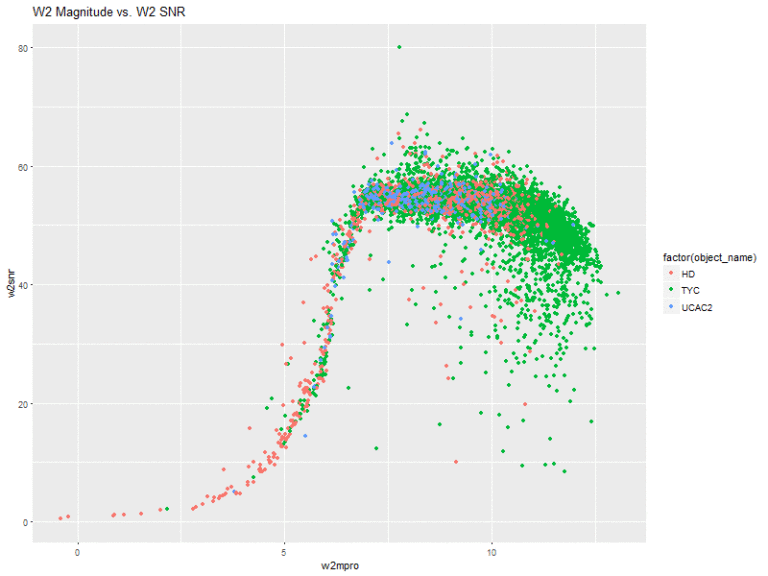 W2 Magnitude vs. W2 SNR
80
60
40
20
0
w2snr
0 5 10
w2mpro
factor(object_name)
HD
TYC
UCAC2